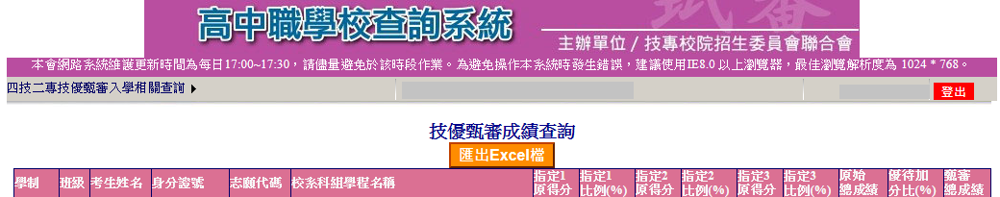 甄審
高中職學校查詢系統
主辦單位 / 技專校院招生委員會聯合會
本會網路系統維護更新時間為每日17:00~17:30，請儘量避免於該時段作業。為避免操作本系統時發生錯誤，建議使用IE8.0 以上瀏覽器，最佳瀏覽解析度為 1024 * 768。
四技二專技優甄審入學相關查詢
登出
技優甄審成績查詢
匯出Excel檔
學制 班級 考生姓名 身分證號 志願代碼 校系科組學程名稱 指定1 指定1 指定2 指定2 指定3 指定3 原始 優待加 甄審
原得分 比例(%) 原得分 比例(%) 原得分 比例(%) 總成績 分比(%) 總成績